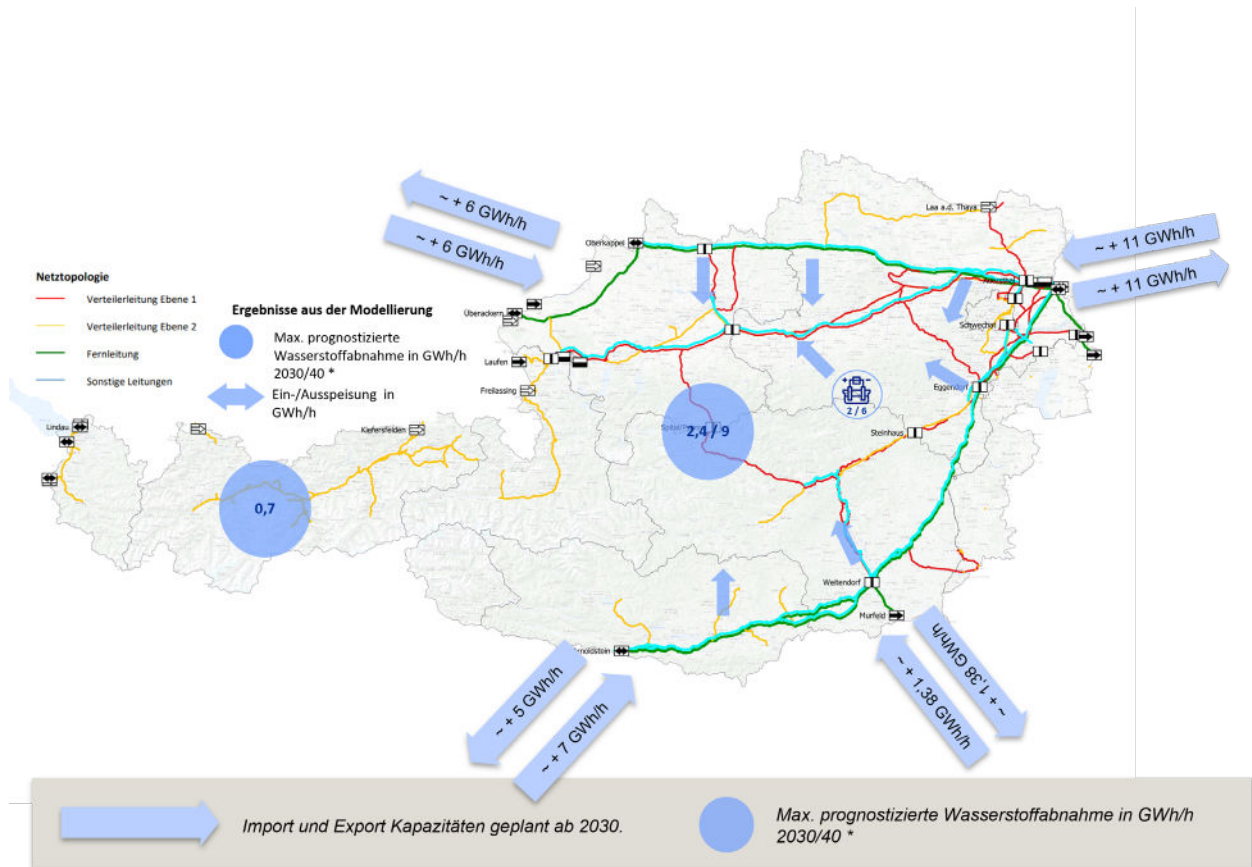 ~ + 6 GWh/h
~ + 6 GWh/h
~ + 11 GWh/h
~ + 11 GWh/h
Laa a.d. Thaya
Oberkappel
Überackern
Laufen
Freilassing
Schwechat
Eggendorf
Steinhaus
Lindau
Kiefersfelden
Weitendorf
Murfeld
Netztopologie
Verteilerleitung Ebene 1
Verteilerleitung Ebene 2
Fernleitung
Sonstige Leitungen
Ergebnisse aus der Modellierung
Max. prognostizierte
Wasserstoffabnahme in GWh/h
2030/40 *
Ein-/Ausspeisung in
GWh/h
+ -
2 / 6
2,4 / 9
0,7
~ + 5 GWh/h
~ + 7 GWh/h
~ + 1,38 GWh/h
~ + 1,38 GWh/h
Import und Export Kapazitäten geplant ab 2030.
Max. prognostizierte Wasserstoffabnahme in GWh/h
2030/40 *